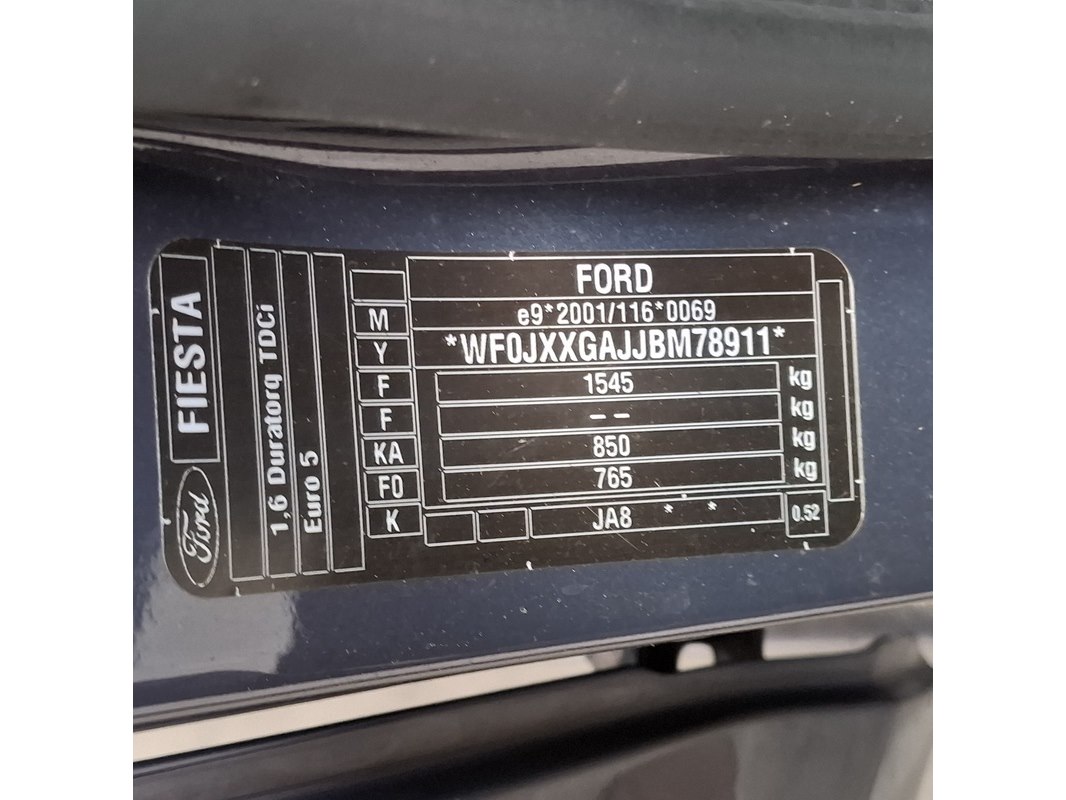 FORD
M e9*2001/116*0069
Y *WF0JXXGAJJBM78911*
F 1545 kg
F – – kg
KA 850 kg
F0 765 kg
K JA8 * * 0.52
Ford FIESTA
1,6 Duratorq TDCi
Euro 5